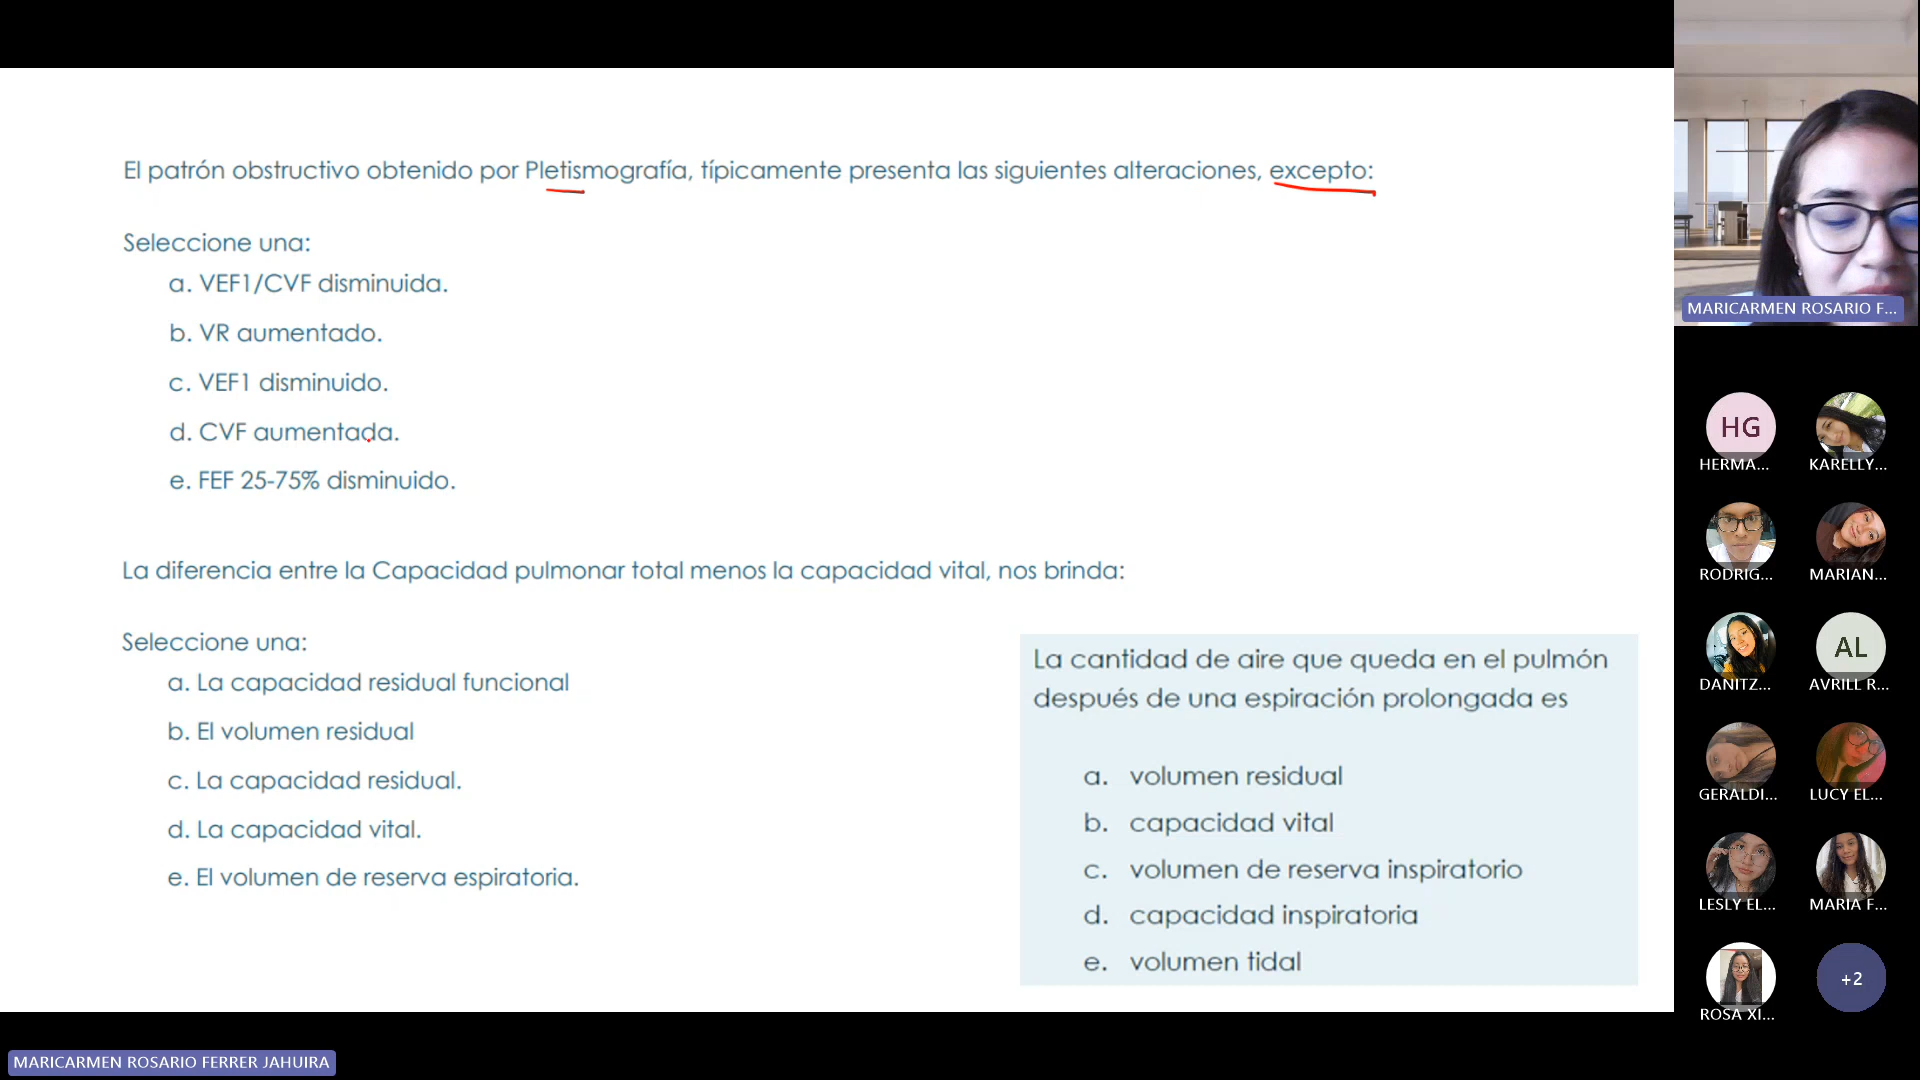 El patrón obstructivo obtenido por Pletismografía, típicamente presenta las siguientes alteraciones, excepto:
Seleccione una:
a. VEF1/CVF disminuida.
b. VR aumentado.
c. VEF1 disminuido.
d. CVF aumentada.
e. FEF 25-75% disminuido.
La diferencia entre la Capacidad pulmonar total menos la capacidad vital, nos brinda:
Seleccione una:
a. La capacidad residual funcional
b. El volumen residual
c. La capacidad residual.
d. La capacidad vital.
e. El volumen de reserva espiratoria.
La cantidad de aire que queda en el pulmón
después de una espiración prolongada es
a. volumen residual
b. capacidad vital
c. volumen de reserva inspiratorio
d. capacidad inspiratoria
e. volumen tidal
MARICARMEN ROSARIO F...
HG
HERMA...
KARELLY...
RODRIG...
MARIAN...
DANITZ...
AL
AVRILL R...
GERALDI...
LUCY EL...
LESLY EL...
MARIA F...
ROSA XI...
+2
MARICARMEN ROSARIO FERRER JAHUIRA